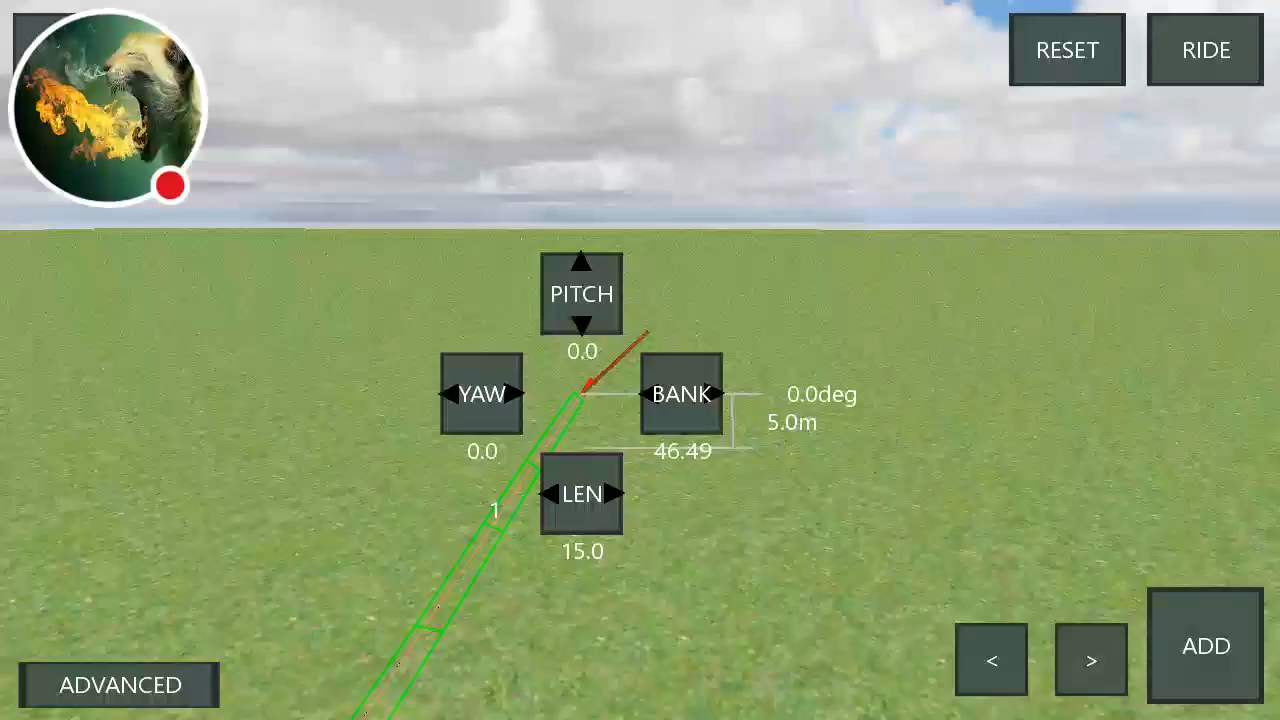 RESET
RIDE
PITCH
0.0
YAW
BANK
0.0deg
5.0m
0.0
46.49
LEN
1
15.0
ADD
<
>
ADVANCED